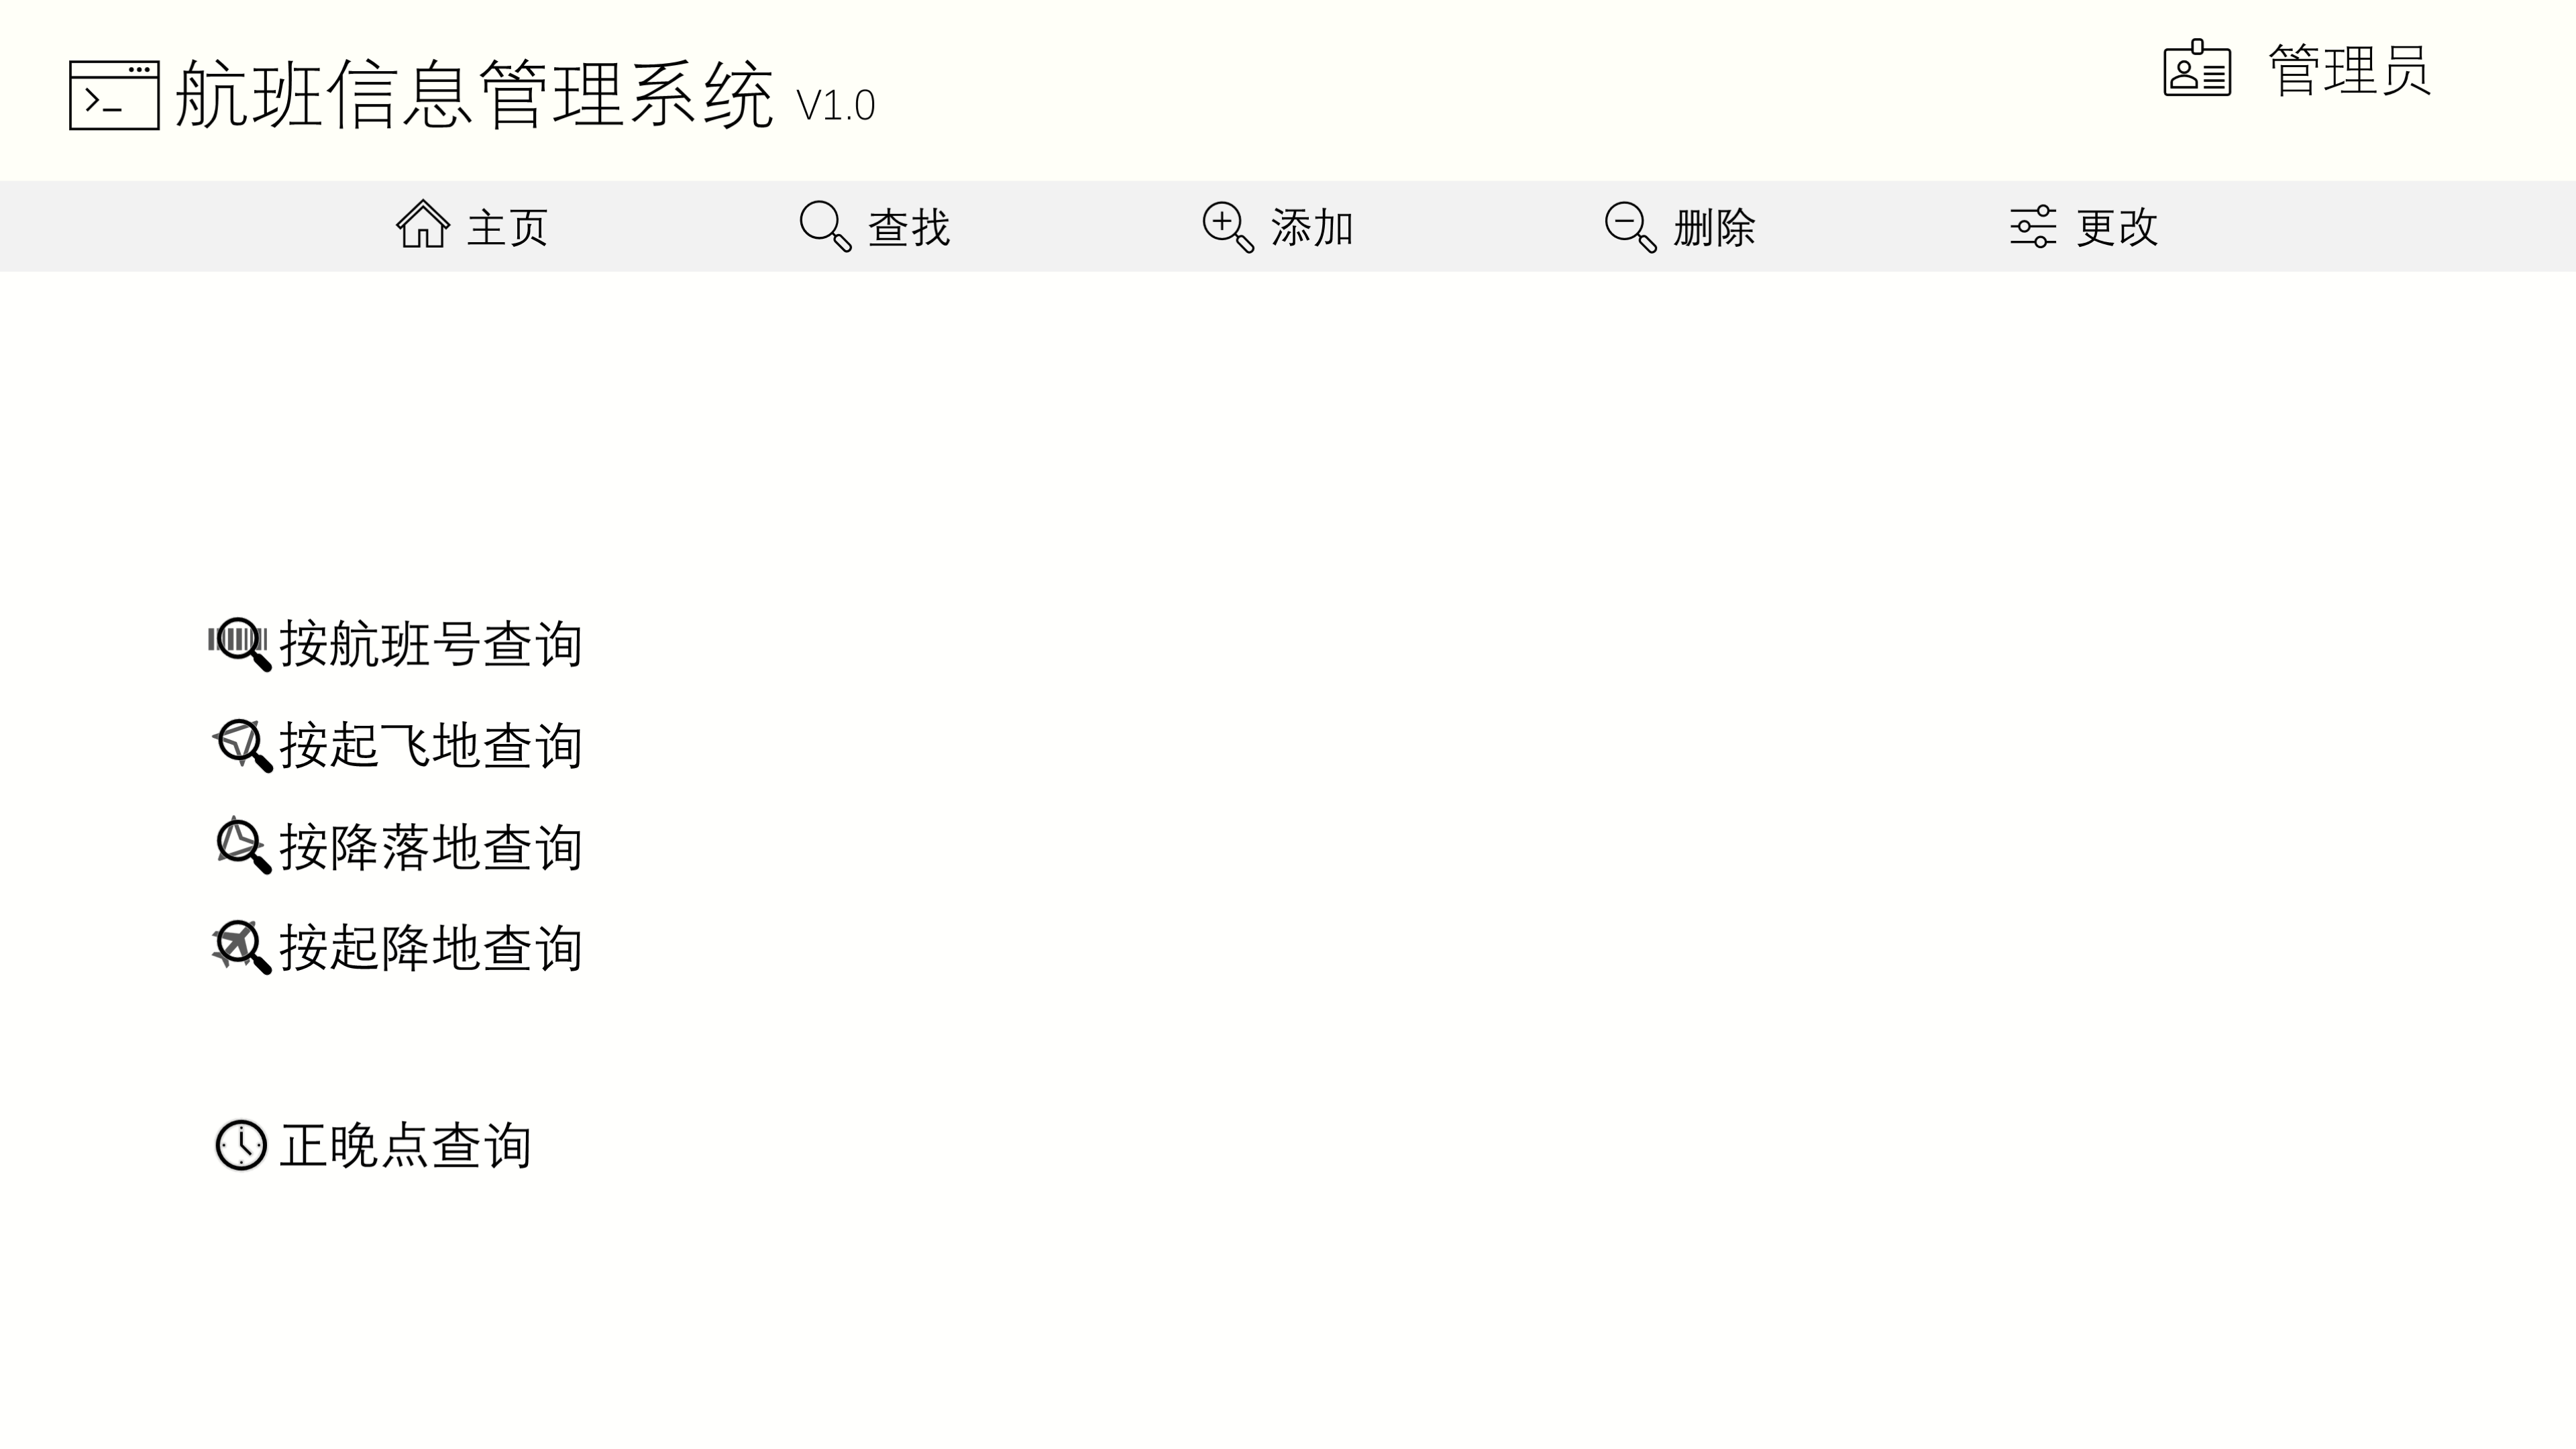 航班信息管理系统 V1.0
管理员
主页 查找 添加 删除 更改
按航班号查询
按起飞地查询
按降落地查询
按起降地查询
正晚点查询